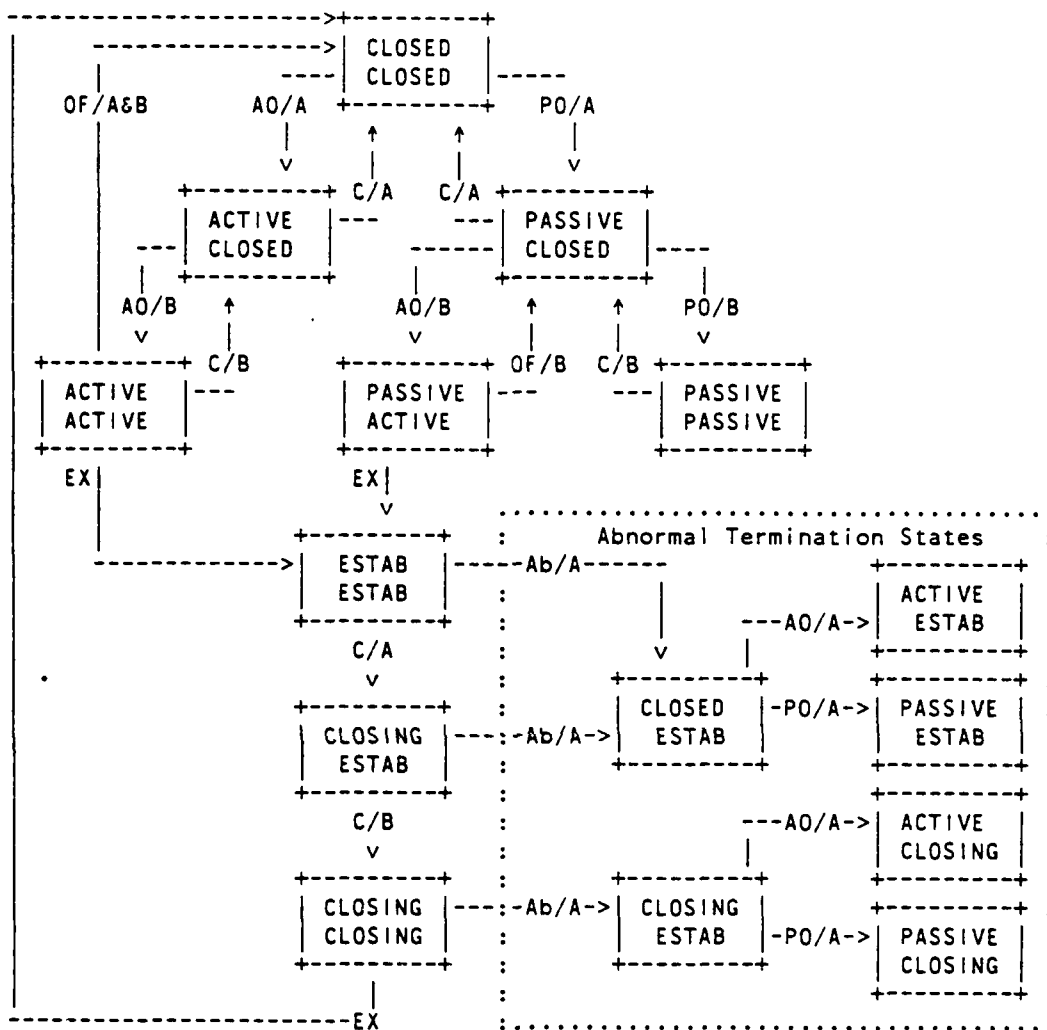 CLOSED
CLOSED
OF/A&B AO/A PO/A
C/A C/A
ACTIVE PASSIVE
CLOSED CLOSED
AO/B AO/B PO/B
C/B OF/B C/B
ACTIVE PASSIVE PASSIVE
ACTIVE ACTIVE PASSIVE
EX EX
Abnormal Termination States
ESTAB Ab/A
ESTAB
ACTIVE
AO/A ESTAB
C/A
CLOSED PO/A PASSIVE
CLOSING Ab/A ESTAB ESTAB
ESTAB
C/B AO/A ACTIVE
CLOSING
CLOSING Ab/A CLOSING
CLOSING ESTAB PO/A PASSIVE
CLOSING
EX